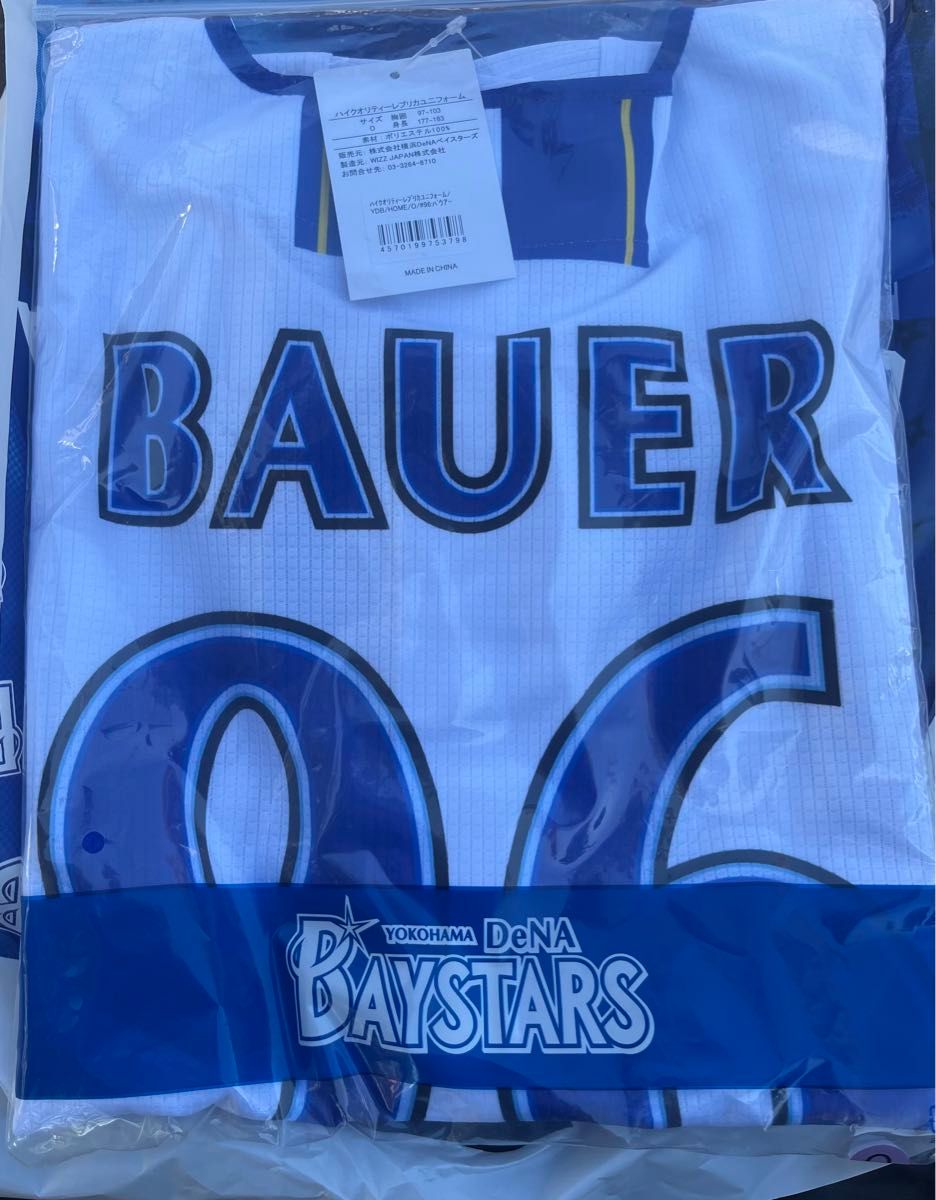 ハイクオリティーレプリカユニフォーム
サイズ 胸囲 97-103
O 身長 177-183
素材：ポリエステル100%
販売元：株式会社横浜DeNAベイスターズ
製造元：WIZZ JAPAN株式会社
お問合せ先：03-3264-8710
ハイクオリティーレプリカユニフォーム/
YDB/HOME/O/#96:バウアー
4570199753798
MADE IN CHINA
BAUER
96
YOKOHAMA DeNA
BAYSTARS